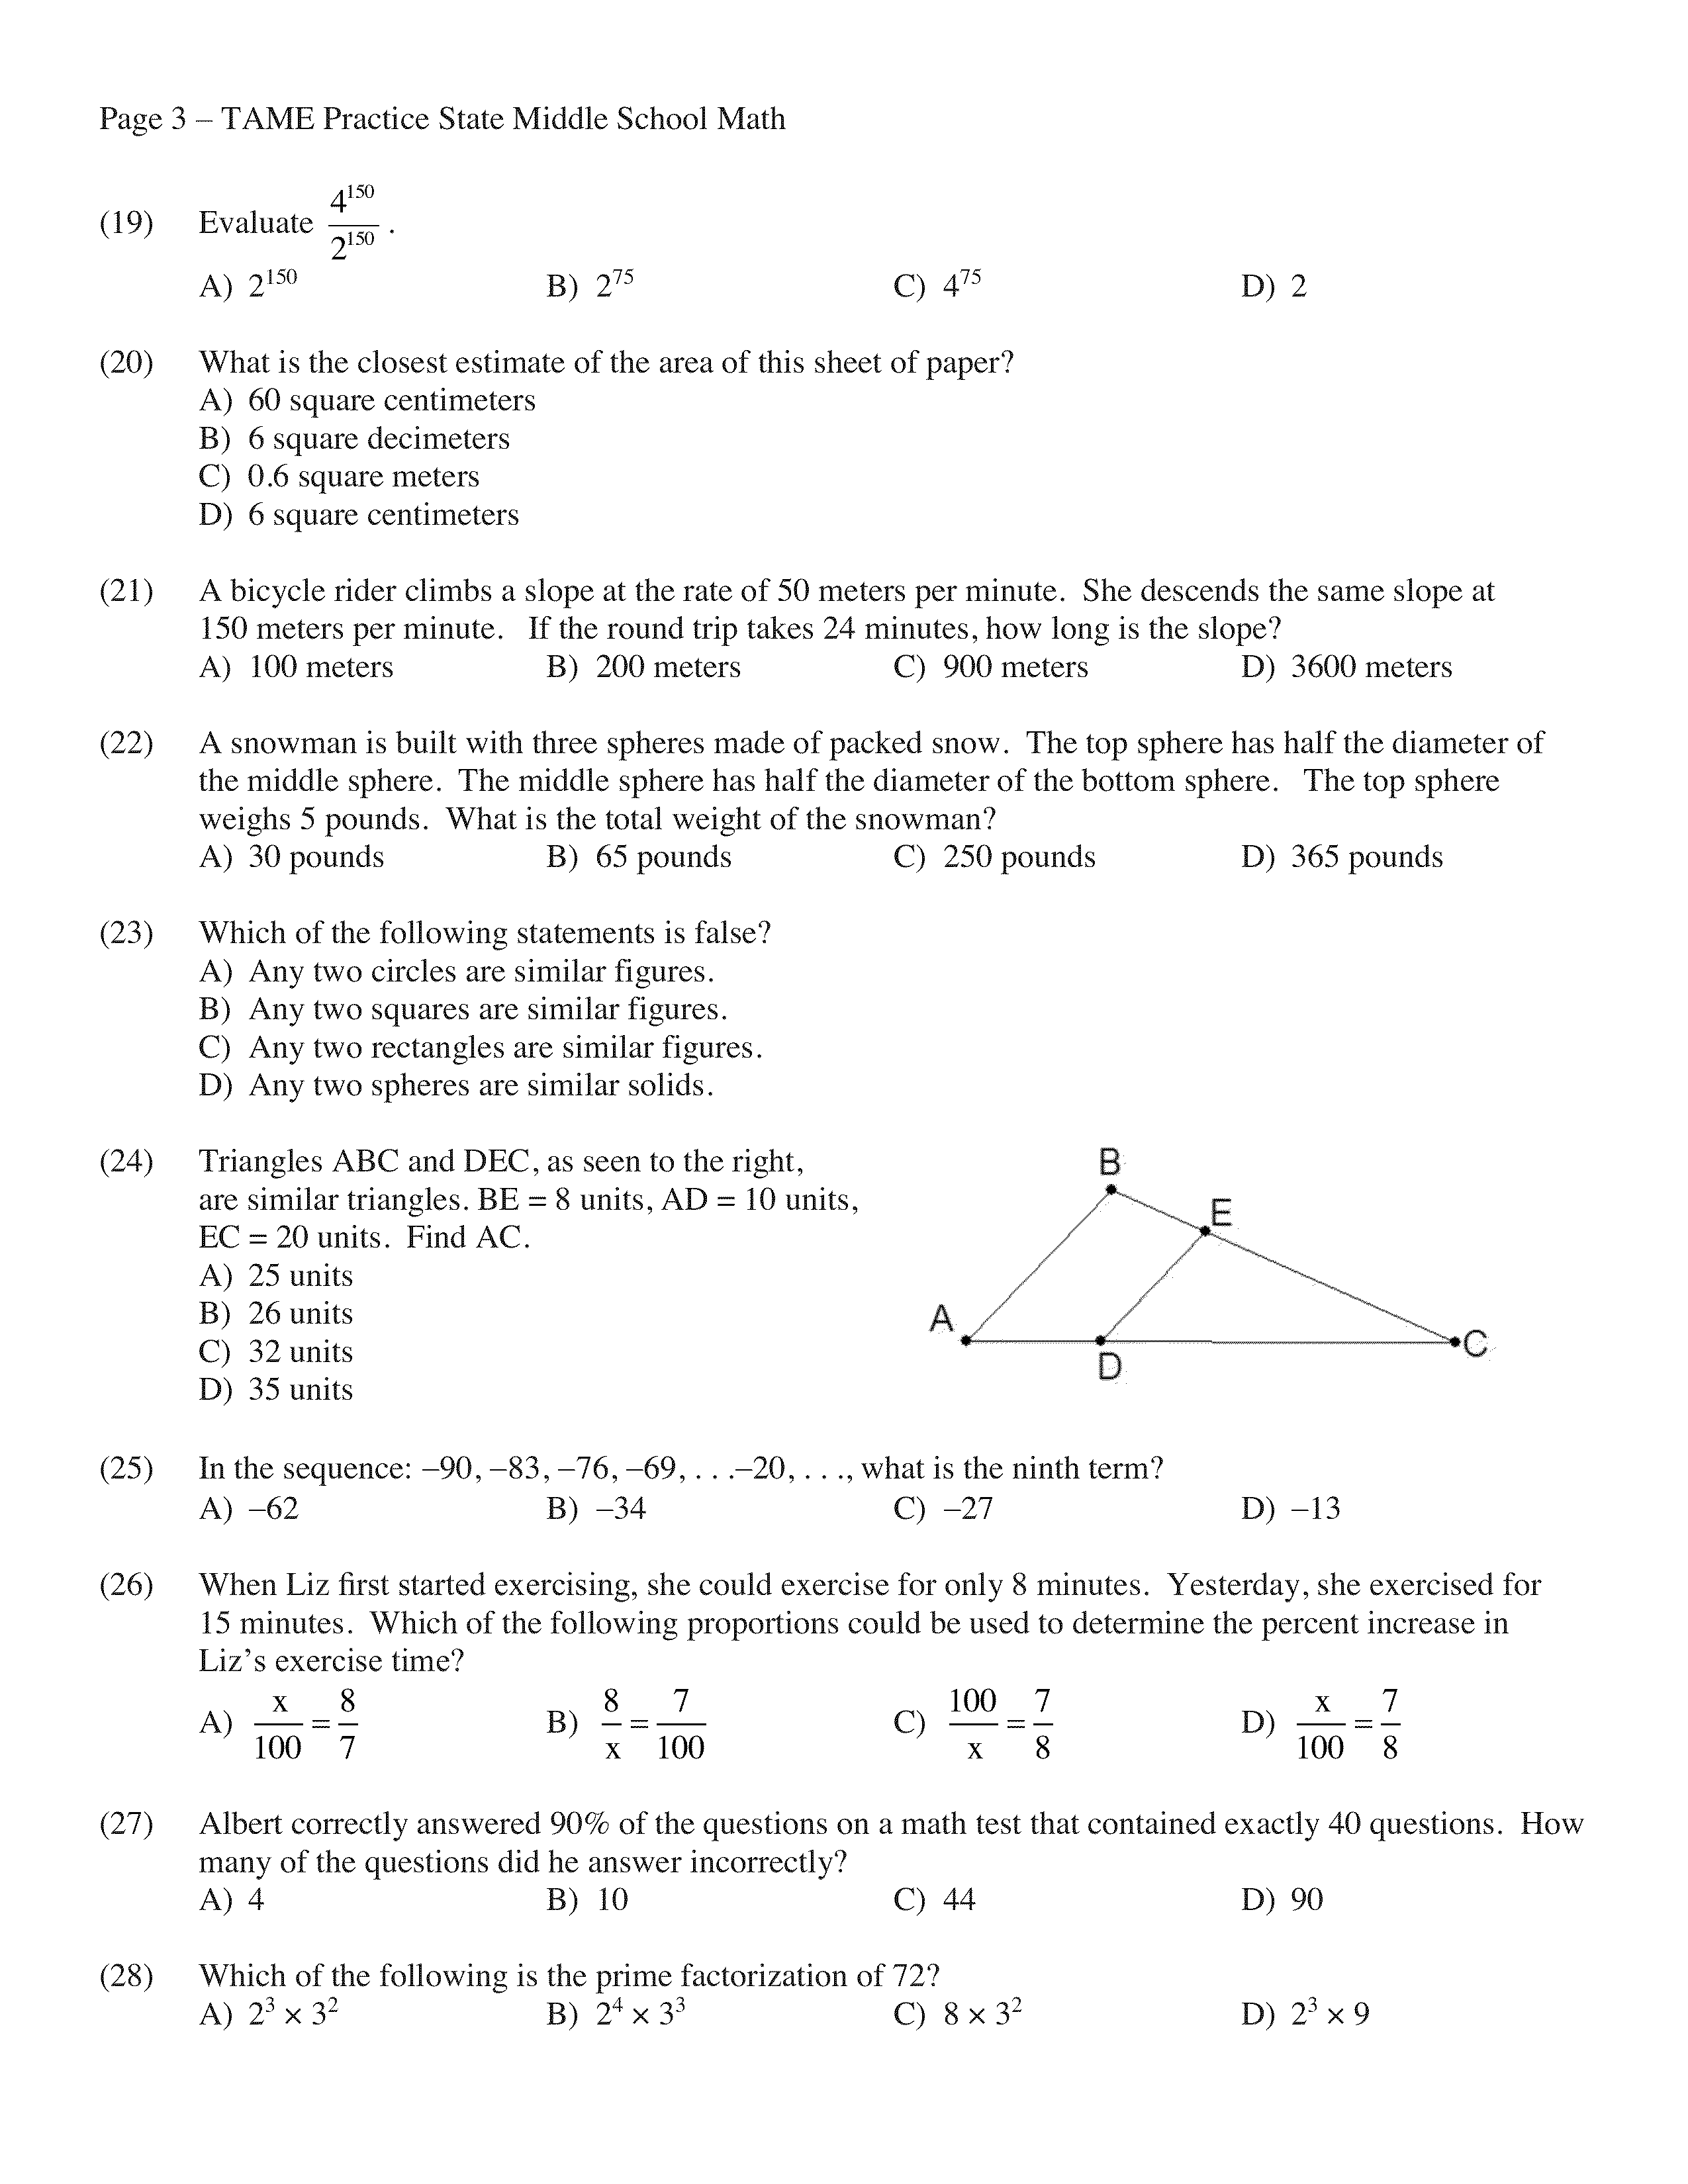 Page 3 – TAME Practice State Middle School Math
(19) Evaluate 4^150 / 2^150 .
A) 2^150 B) 2^75 C) 4^75 D) 2
(20) What is the closest estimate of the area of this sheet of paper?
A) 60 square centimeters
B) 6 square decimeters
C) 0.6 square meters
D) 6 square centimeters
(21) A bicycle rider climbs a slope at the rate of 50 meters per minute. She descends the same slope at
150 meters per minute. If the round trip takes 24 minutes, how long is the slope?
A) 100 meters B) 200 meters C) 900 meters D) 3600 meters
(22) A snowman is built with three spheres made of packed snow. The top sphere has half the diameter of
the middle sphere. The middle sphere has half the diameter of the bottom sphere. The top sphere
weighs 5 pounds. What is the total weight of the snowman?
A) 30 pounds B) 65 pounds C) 250 pounds D) 365 pounds
(23) Which of the following statements is false?
A) Any two circles are similar figures.
B) Any two squares are similar figures.
C) Any two rectangles are similar figures.
D) Any two spheres are similar solids.
(24) Triangles ABC and DEC, as seen to the right,
are similar triangles. BE = 8 units, AD = 10 units,
EC = 20 units. Find AC.
A) 25 units
B) 26 units
C) 32 units
D) 35 units
B
E
A
D
C
(25) In the sequence: –90, –83, –76, –69, . . .–20, . . ., what is the ninth term?
A) –62 B) –34 C) –27 D) –13
(26) When Liz first started exercising, she could exercise for only 8 minutes. Yesterday, she exercised for
15 minutes. Which of the following proportions could be used to determine the percent increase in
Liz's exercise time?
A) x/100 = 8/7 B) 8/x = 7/100 C) 100/x = 7/8 D) x/100 = 7/8
(27) Albert correctly answered 90% of the questions on a math test that contained exactly 40 questions. How
many of the questions did he answer incorrectly?
A) 4 B) 10 C) 44 D) 90
(28) Which of the following is the prime factorization of 72?
A) 2^3 × 3^2 B) 2^4 × 3^3 C) 8 × 3^2 D) 2^3 × 9